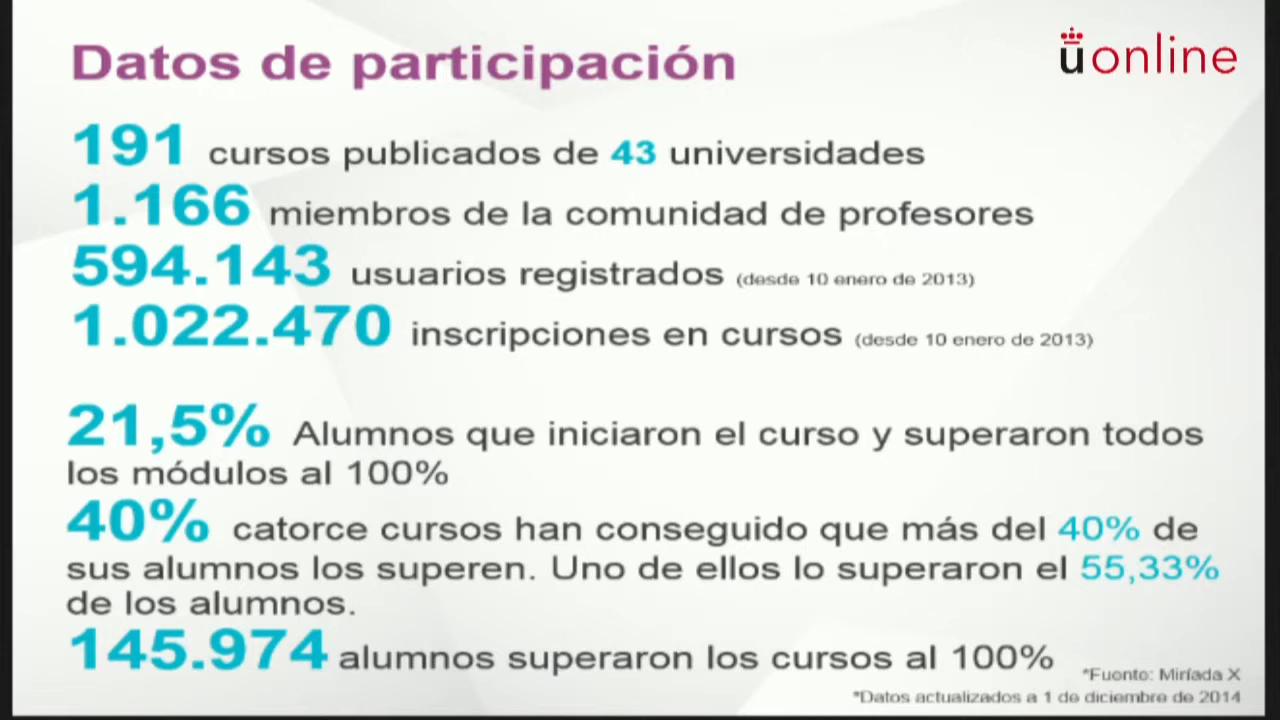 Datos de participación
uonline
191 cursos publicados de 43 universidades
1.166 miembros de la comunidad de profesores
594.143 usuarios registrados (desde 10 enero de 2013)
1.022.470 inscripciones en cursos (desde 10 enero de 2013)
21,5% Alumnos que iniciaron el curso y superaron todos
los módulos al 100%
40% catorce cursos han conseguido que más del 40% de
sus alumnos los superen. Uno de ellos lo superaron el 55,33%
de los alumnos.
145.974 alumnos superaron los cursos al 100%
*Fuente: Miríada X
*Datos actualizados a 1 de diciembre de 2014